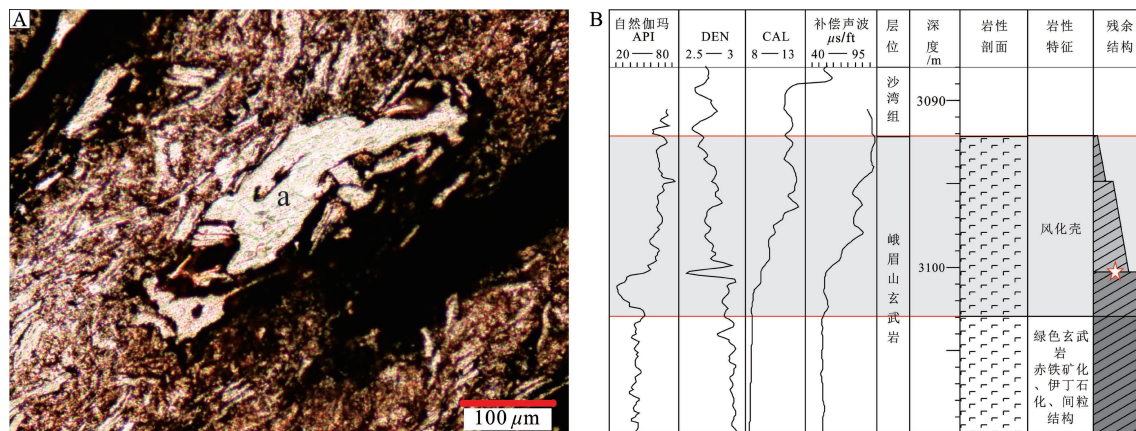 A
a
100 μm
B
自然伽玛
API
20 80
DEN
2.5 3
CAL
8 13
补偿声波
μs/ft
40 95
层
位
深
度
/m
岩性
剖面
岩性
特征
残余
结构
沙
湾
组
3090
峨
眉
山
玄
武
岩
风化壳
3100
绿色玄武
岩
赤铁矿化
、伊丁石
化、间粒
结构